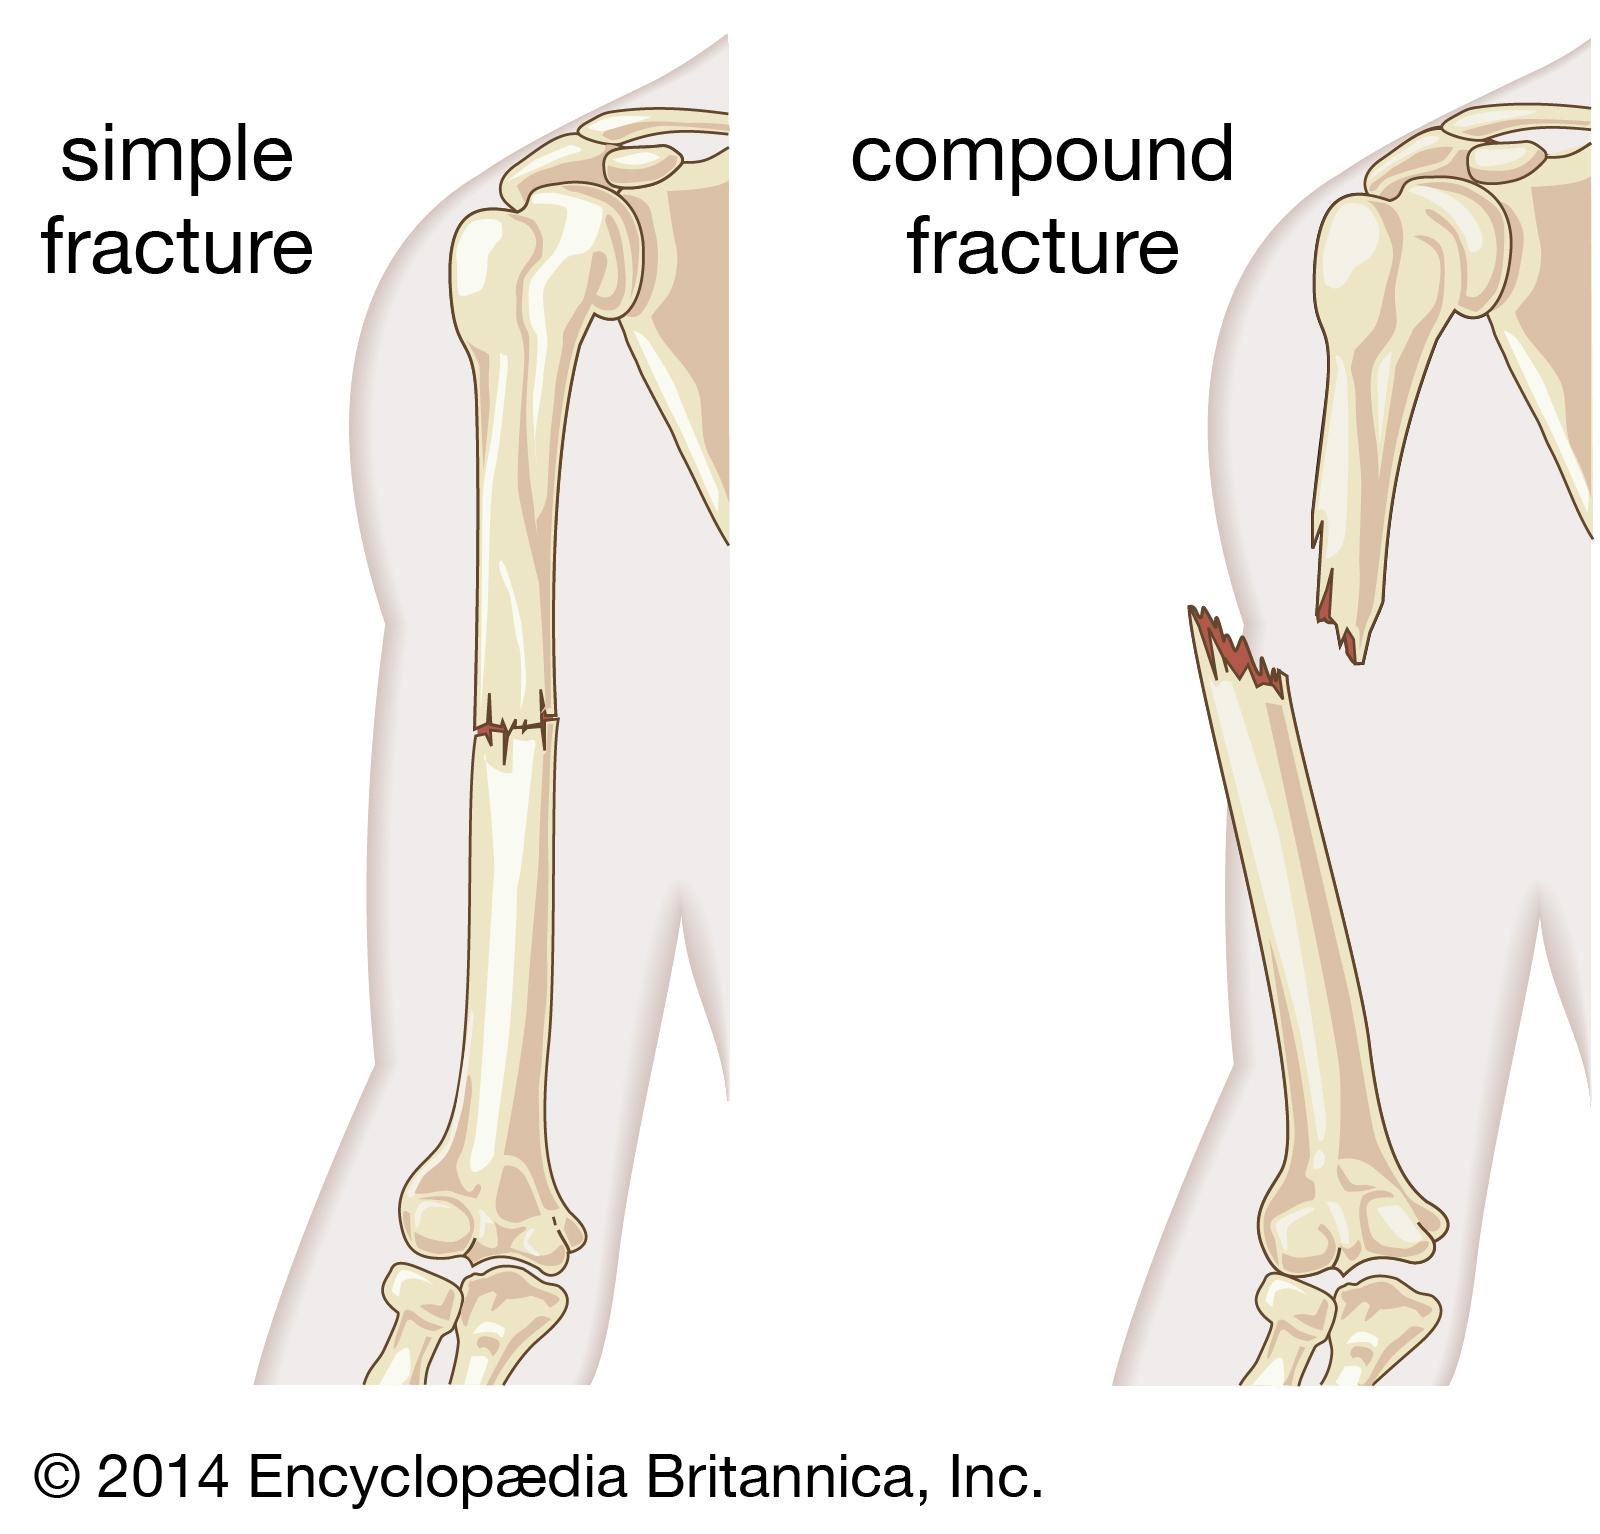 simple
fracture
compound
fracture
© 2014 Encyclopædia Britannica, Inc.